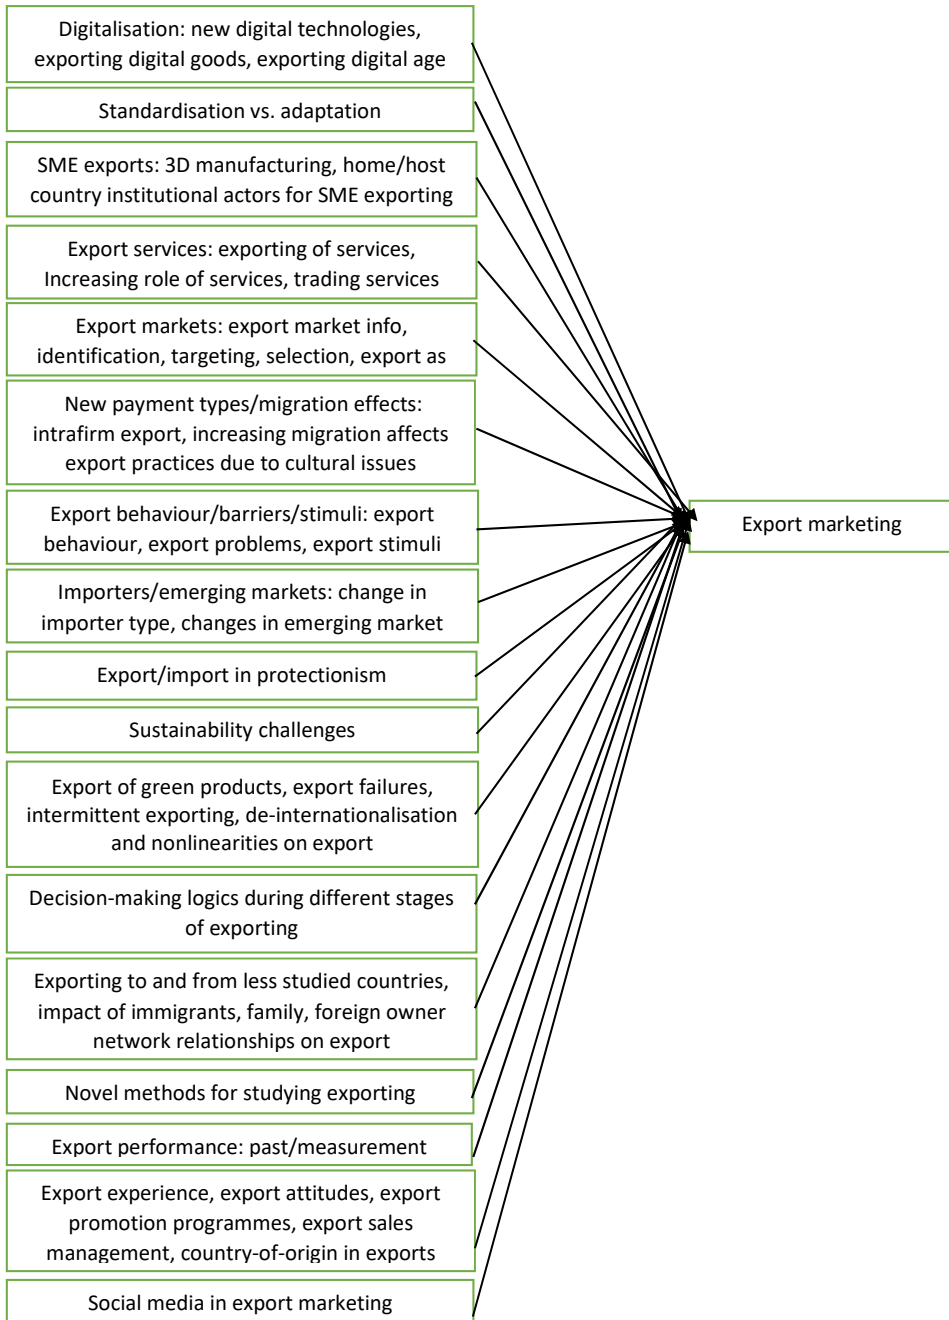 Digitalisation: new digital technologies,
exporting digital goods, exporting digital age
Standardisation vs. adaptation
SME exports: 3D manufacturing, home/host
country institutional actors for SME exporting
Export services: exporting of services,
Increasing role of services, trading services
Export markets: export market info,
identification, targeting, selection, export as
New payment types/migration effects:
intrafirm export, increasing migration affects
export practices due to cultural issues
Export behaviour/barriers/stimuli: export
behaviour, export problems, export stimuli
Export marketing
Importers/emerging markets: change in
importer type, changes in emerging market
Export/import in protectionism
Sustainability challenges
Export of green products, export failures,
intermittent exporting, de-internationalisation
and nonlinearities on export
Decision-making logics during different stages
of exporting
Exporting to and from less studied countries,
impact of immigrants, family, foreign owner
network relationships on export
Novel methods for studying exporting
Export performance: past/measurement
Export experience, export attitudes, export
promotion programmes, export sales
management, country-of-origin in exports
Social media in export marketing